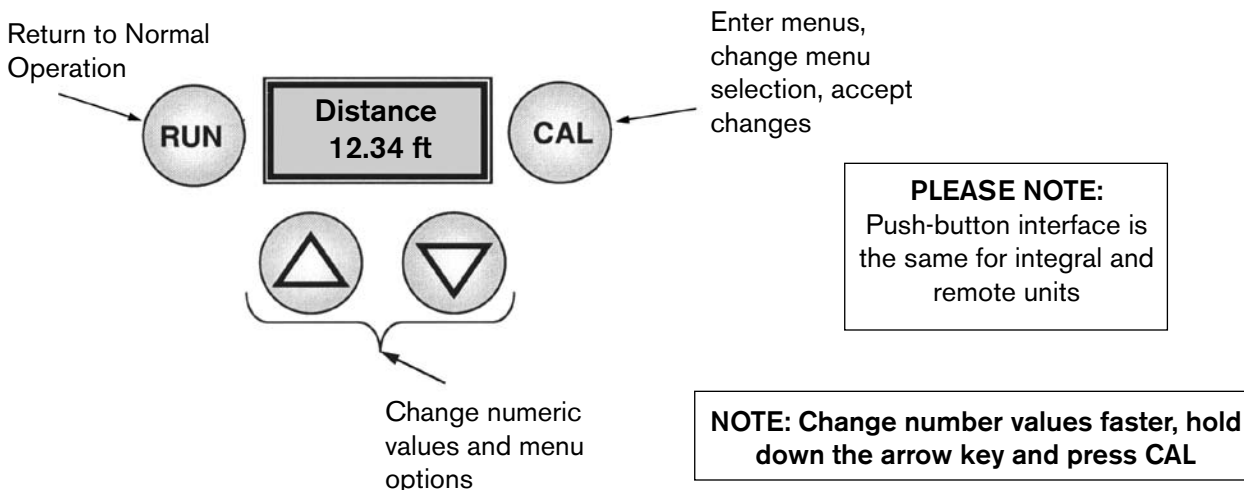 Return to Normal
Operation
RUN
Distance
12.34 ft
CAL
Enter menus,
change menu
selection, accept
changes
PLEASE NOTE:
Push-button interface is
the same for integral and
remote units
Change numeric
values and menu
options
NOTE: Change number values faster, hold
down the arrow key and press CAL